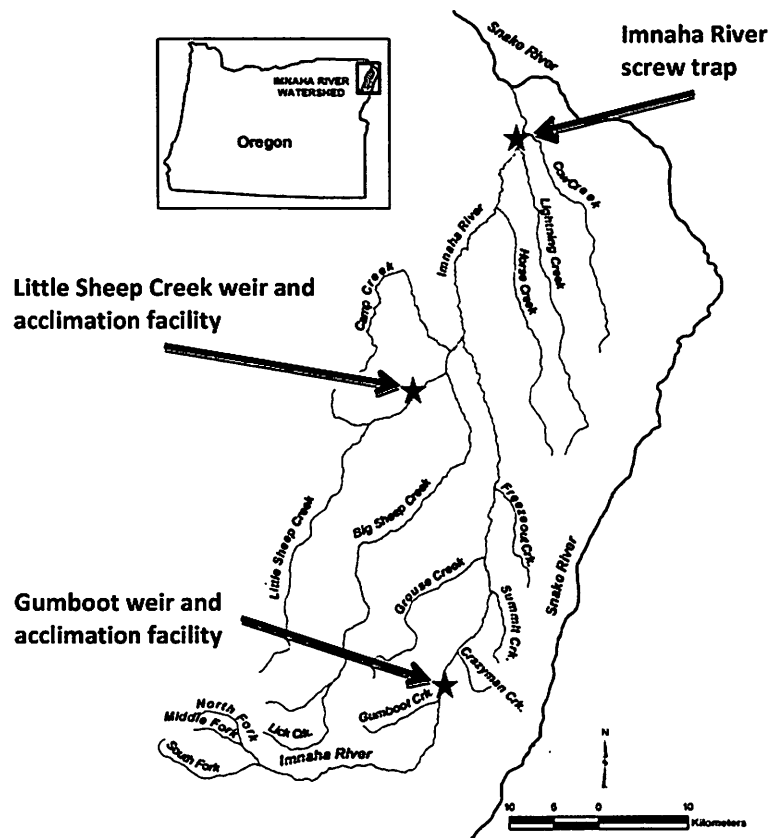 Snake River
Imnaha River
screw trap
IMNAHA RIVER
WATERSHED
Oregon
Cow Creek
Lightning Creek
Imnaha River
Horse Creek
Little Sheep Creek weir and
acclimation facility
Camp Creek
Freezeout Crk.
Big Sheep Creek
Little Sheep Creek
Snake River
Grouse Creek
Summit Crk.
Gumboot weir and
acclimation facility
Crazyman Crk.
Gumboot Crk.
North Fork
Middle Fork
Lick Crk.
South Fork
Imnaha River
N
10 5 0 10
Kilometers